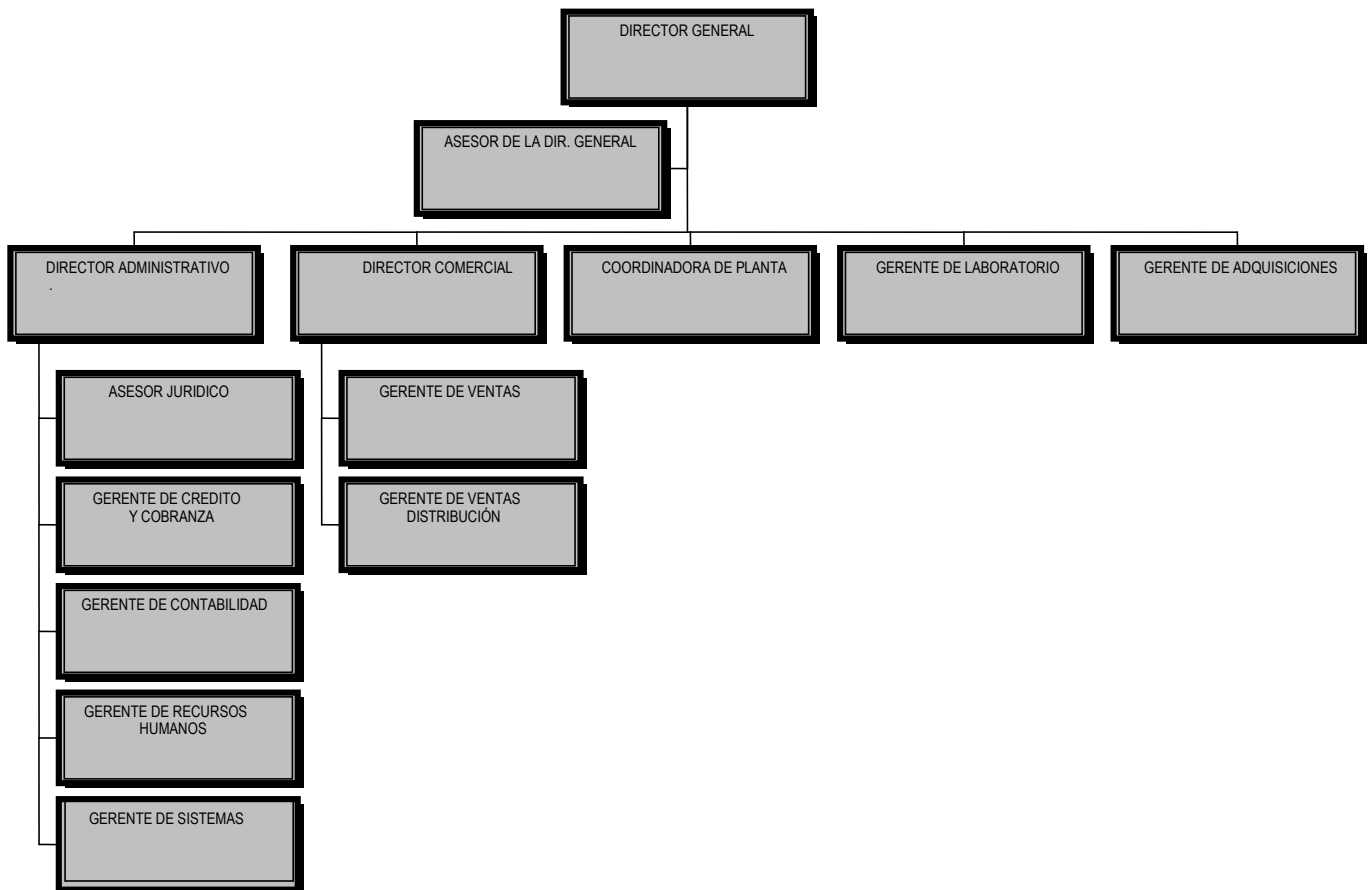 DIRECTOR GENERAL
ASESOR DE LA DIR. GENERAL
DIRECTOR ADMINISTRATIVO
.
DIRECTOR COMERCIAL
COORDINADORA DE PLANTA
GERENTE DE LABORATORIO
GERENTE DE ADQUISICIONES
ASESOR JURIDICO
GERENTE DE CREDITO
Y COBRANZA
GERENTE DE CONTABILIDAD
GERENTE DE RECURSOS
HUMANOS
GERENTE DE SISTEMAS
GERENTE DE VENTAS
GERENTE DE VENTAS
DISTRIBUCIÓN